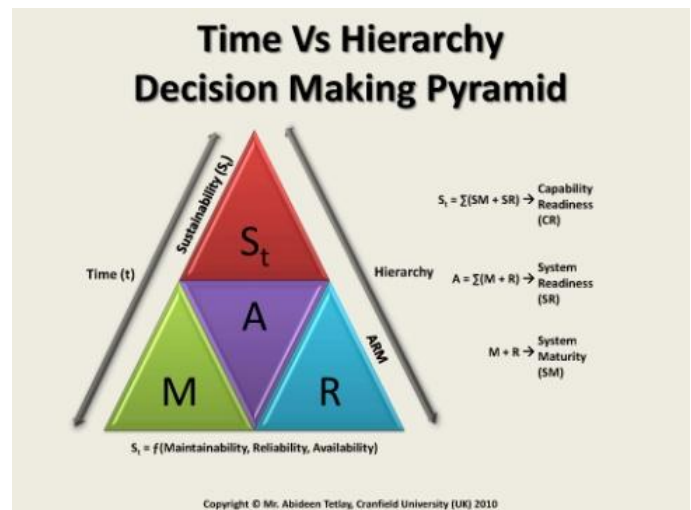 Time Vs Hierarchy
Decision Making Pyramid
Sustainability (St)
St
Time (t)
Hierarchy
A
ARM
M
R
St = ∑(SM + SR) → Capability
Readiness
(CR)
A = ∑(M + R) → System
Readiness
(SR)
M + R → System
Maturity
(SM)
St = f(Maintainability, Reliability, Availability)
Copyright © Mr. Abideen Tetlay, Cranfield University (UK) 2010